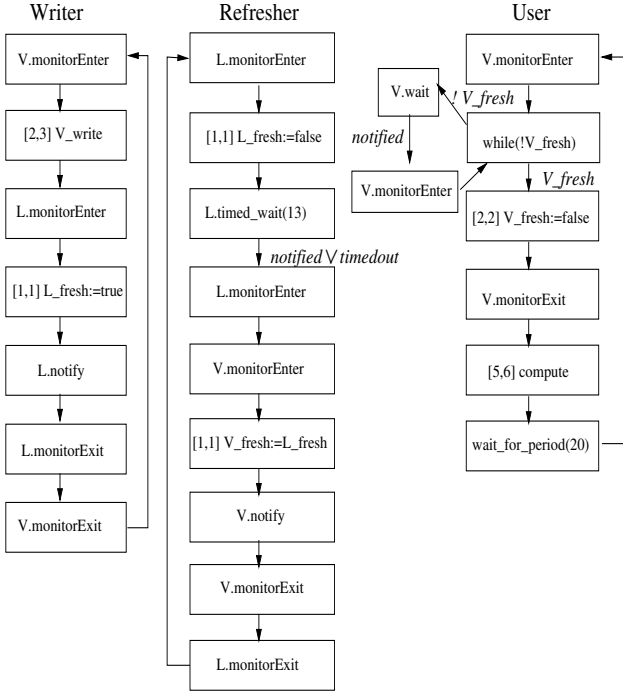 Writer
V.monitorEnter
[2,3] V_write
L.monitorEnter
[1,1] L_fresh:=true
L.notify
L.monitorExit
V.monitorExit
Refresher
L.monitorEnter
[1,1] L_fresh:=false
L.timed_wait(13)
notified \/ timedout
L.monitorEnter
V.monitorEnter
[1,1] V_fresh:=L_fresh
V.notify
V.monitorExit
L.monitorExit
User
V.monitorEnter
V.wait
! V_fresh
notified
while(!V_fresh)
V.monitorEnter
V_fresh
[2,2] V_fresh:=false
V.monitorExit
[5,6] compute
wait_for_period(20)